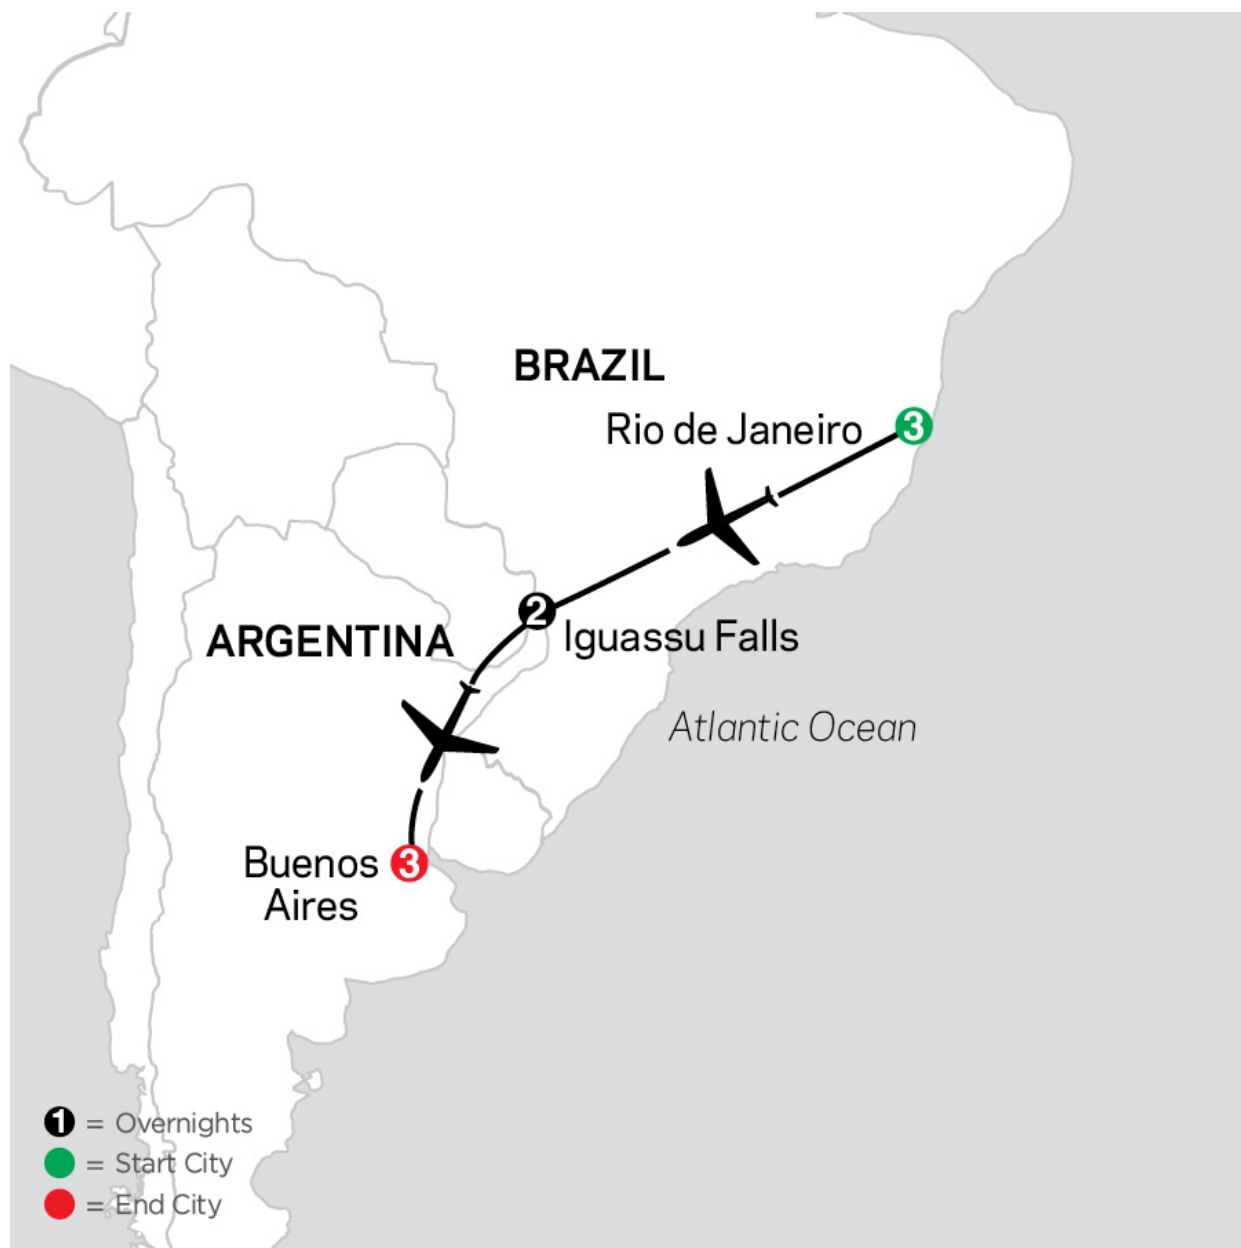 BRAZIL
Rio de Janeiro
3
2
Iguassu Falls
ARGENTINA
Atlantic Ocean
Buenos
Aires
3
1 = Overnights
= Start City
= End City